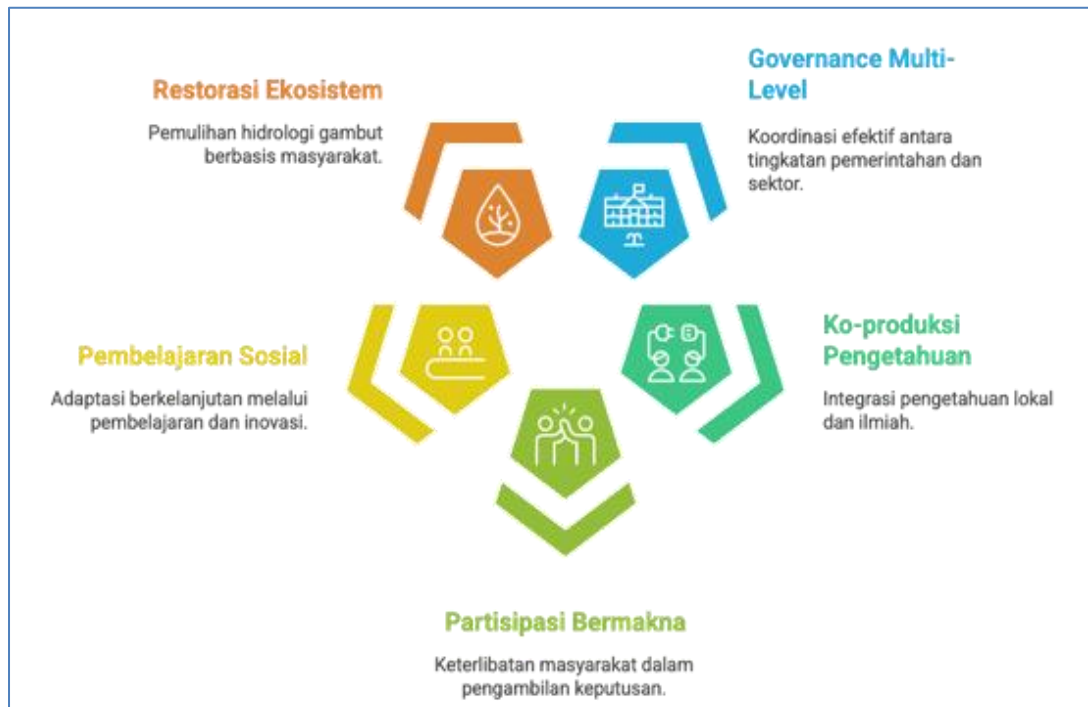 Restorasi Ekosistem
Pemulihan hidrologi gambut
berbasis masyarakat.
Governance Multi-
Level
Koordinasi efektif antara
tingkatan pemerintahan dan
sektor.
Pembelajaran Sosial
Adaptasi berkelanjutan melalui
pembelajaran dan inovasi.
Ko-produksi
Pengetahuan
Integrasi pengetahuan lokal
dan ilmiah.
Partisipasi Bermakna
Keterlibatan masyarakat dalam
pengambilan keputusan.